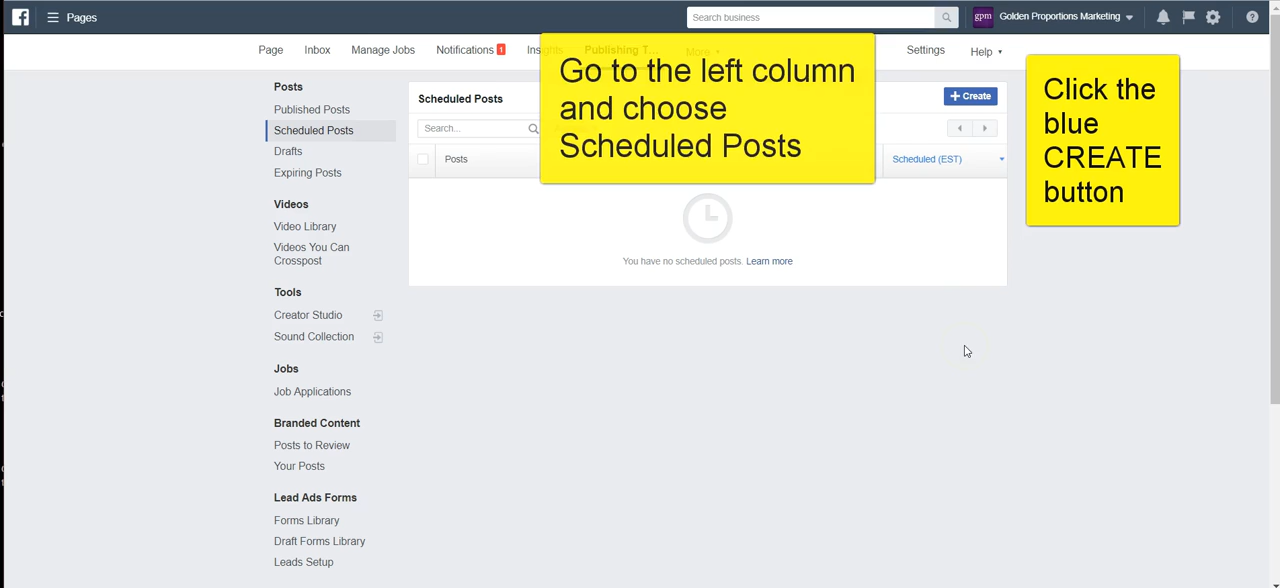 Pages
Search business
gpm
Golden Proportions Marketing
Page
Inbox
Manage Jobs
Notifications 1
Insights
Publishing T...
More
Settings
Help
Go to the left column
and choose
Scheduled Posts
Click the
blue
CREATE
button
Posts
Published Posts
Scheduled Posts
Drafts
Expiring Posts
Videos
Video Library
Videos You Can
Crosspost
Tools
Creator Studio
Sound Collection
Jobs
Job Applications
Branded Content
Posts to Review
Your Posts
Lead Ads Forms
Forms Library
Draft Forms Library
Leads Setup
Scheduled Posts
+ Create
Search...
Posts
Scheduled (EST)
You have no scheduled posts. Learn more